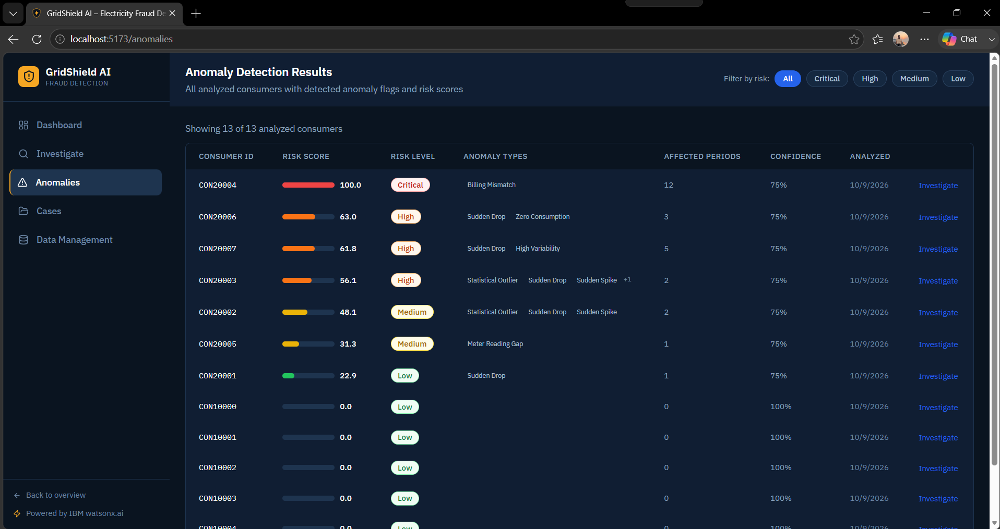 GridShield AI – Electricity Fraud De
localhost:5173/anomalies
Chat
GridShield AI
FRAUD DETECTION
Dashboard
Investigate
Anomalies
Cases
Data Management
Back to overview
Powered by IBM watsonx.ai
Anomaly Detection Results
All analyzed consumers with detected anomaly flags and risk scores
Filter by risk: All Critical High Medium Low
Showing 13 of 13 analyzed consumers
CONSUMER ID RISK SCORE RISK LEVEL ANOMALY TYPES AFFECTED PERIODS CONFIDENCE ANALYZED
CON20004 100.0 Critical Billing Mismatch 12 75% 10/9/2026 Investigate
CON20006 63.0 High Sudden Drop Zero Consumption 3 75% 10/9/2026 Investigate
CON20007 61.8 High Sudden Drop High Variability 5 75% 10/9/2026 Investigate
CON20003 56.1 High Statistical Outlier Sudden Drop Sudden Spike +1 2 75% 10/9/2026 Investigate
CON20002 48.1 Medium Statistical Outlier Sudden Drop Sudden Spike 2 75% 10/9/2026 Investigate
CON20005 31.3 Medium Meter Reading Gap 1 75% 10/9/2026 Investigate
CON20001 22.9 Low Sudden Drop 1 75% 10/9/2026 Investigate
CON10000 0.0 Low 0 100% 10/9/2026 Investigate
CON10001 0.0 Low 0 100% 10/9/2026 Investigate
CON10002 0.0 Low 0 100% 10/9/2026 Investigate
CON10003 0.0 Low 0 100% 10/9/2026 Investigate
CON10004 0.0 Low 0 100% 10/9/2026 Investigate